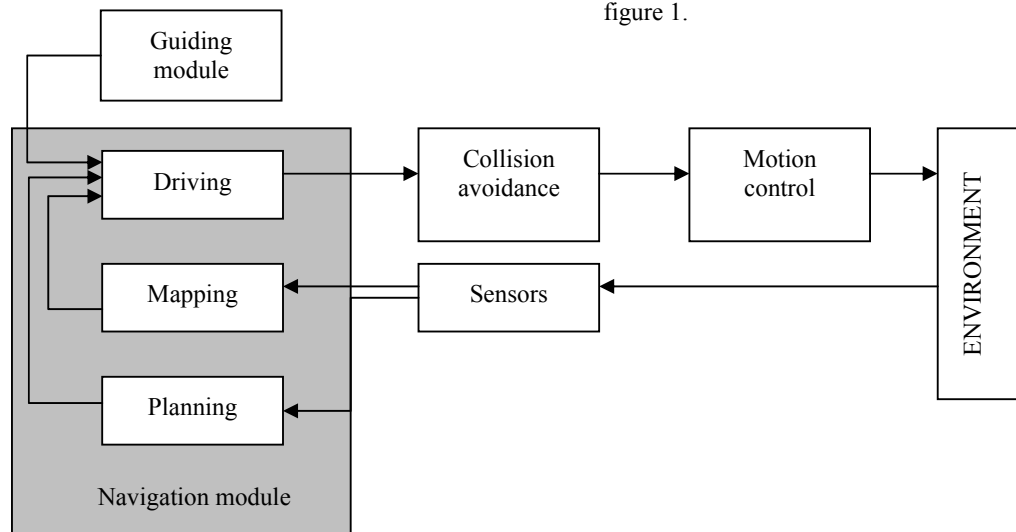 figure 1.
Guiding
module
Driving
Collision
avoidance
Motion
control
ENVIRONMENT
Mapping
Sensors
Planning
Navigation module